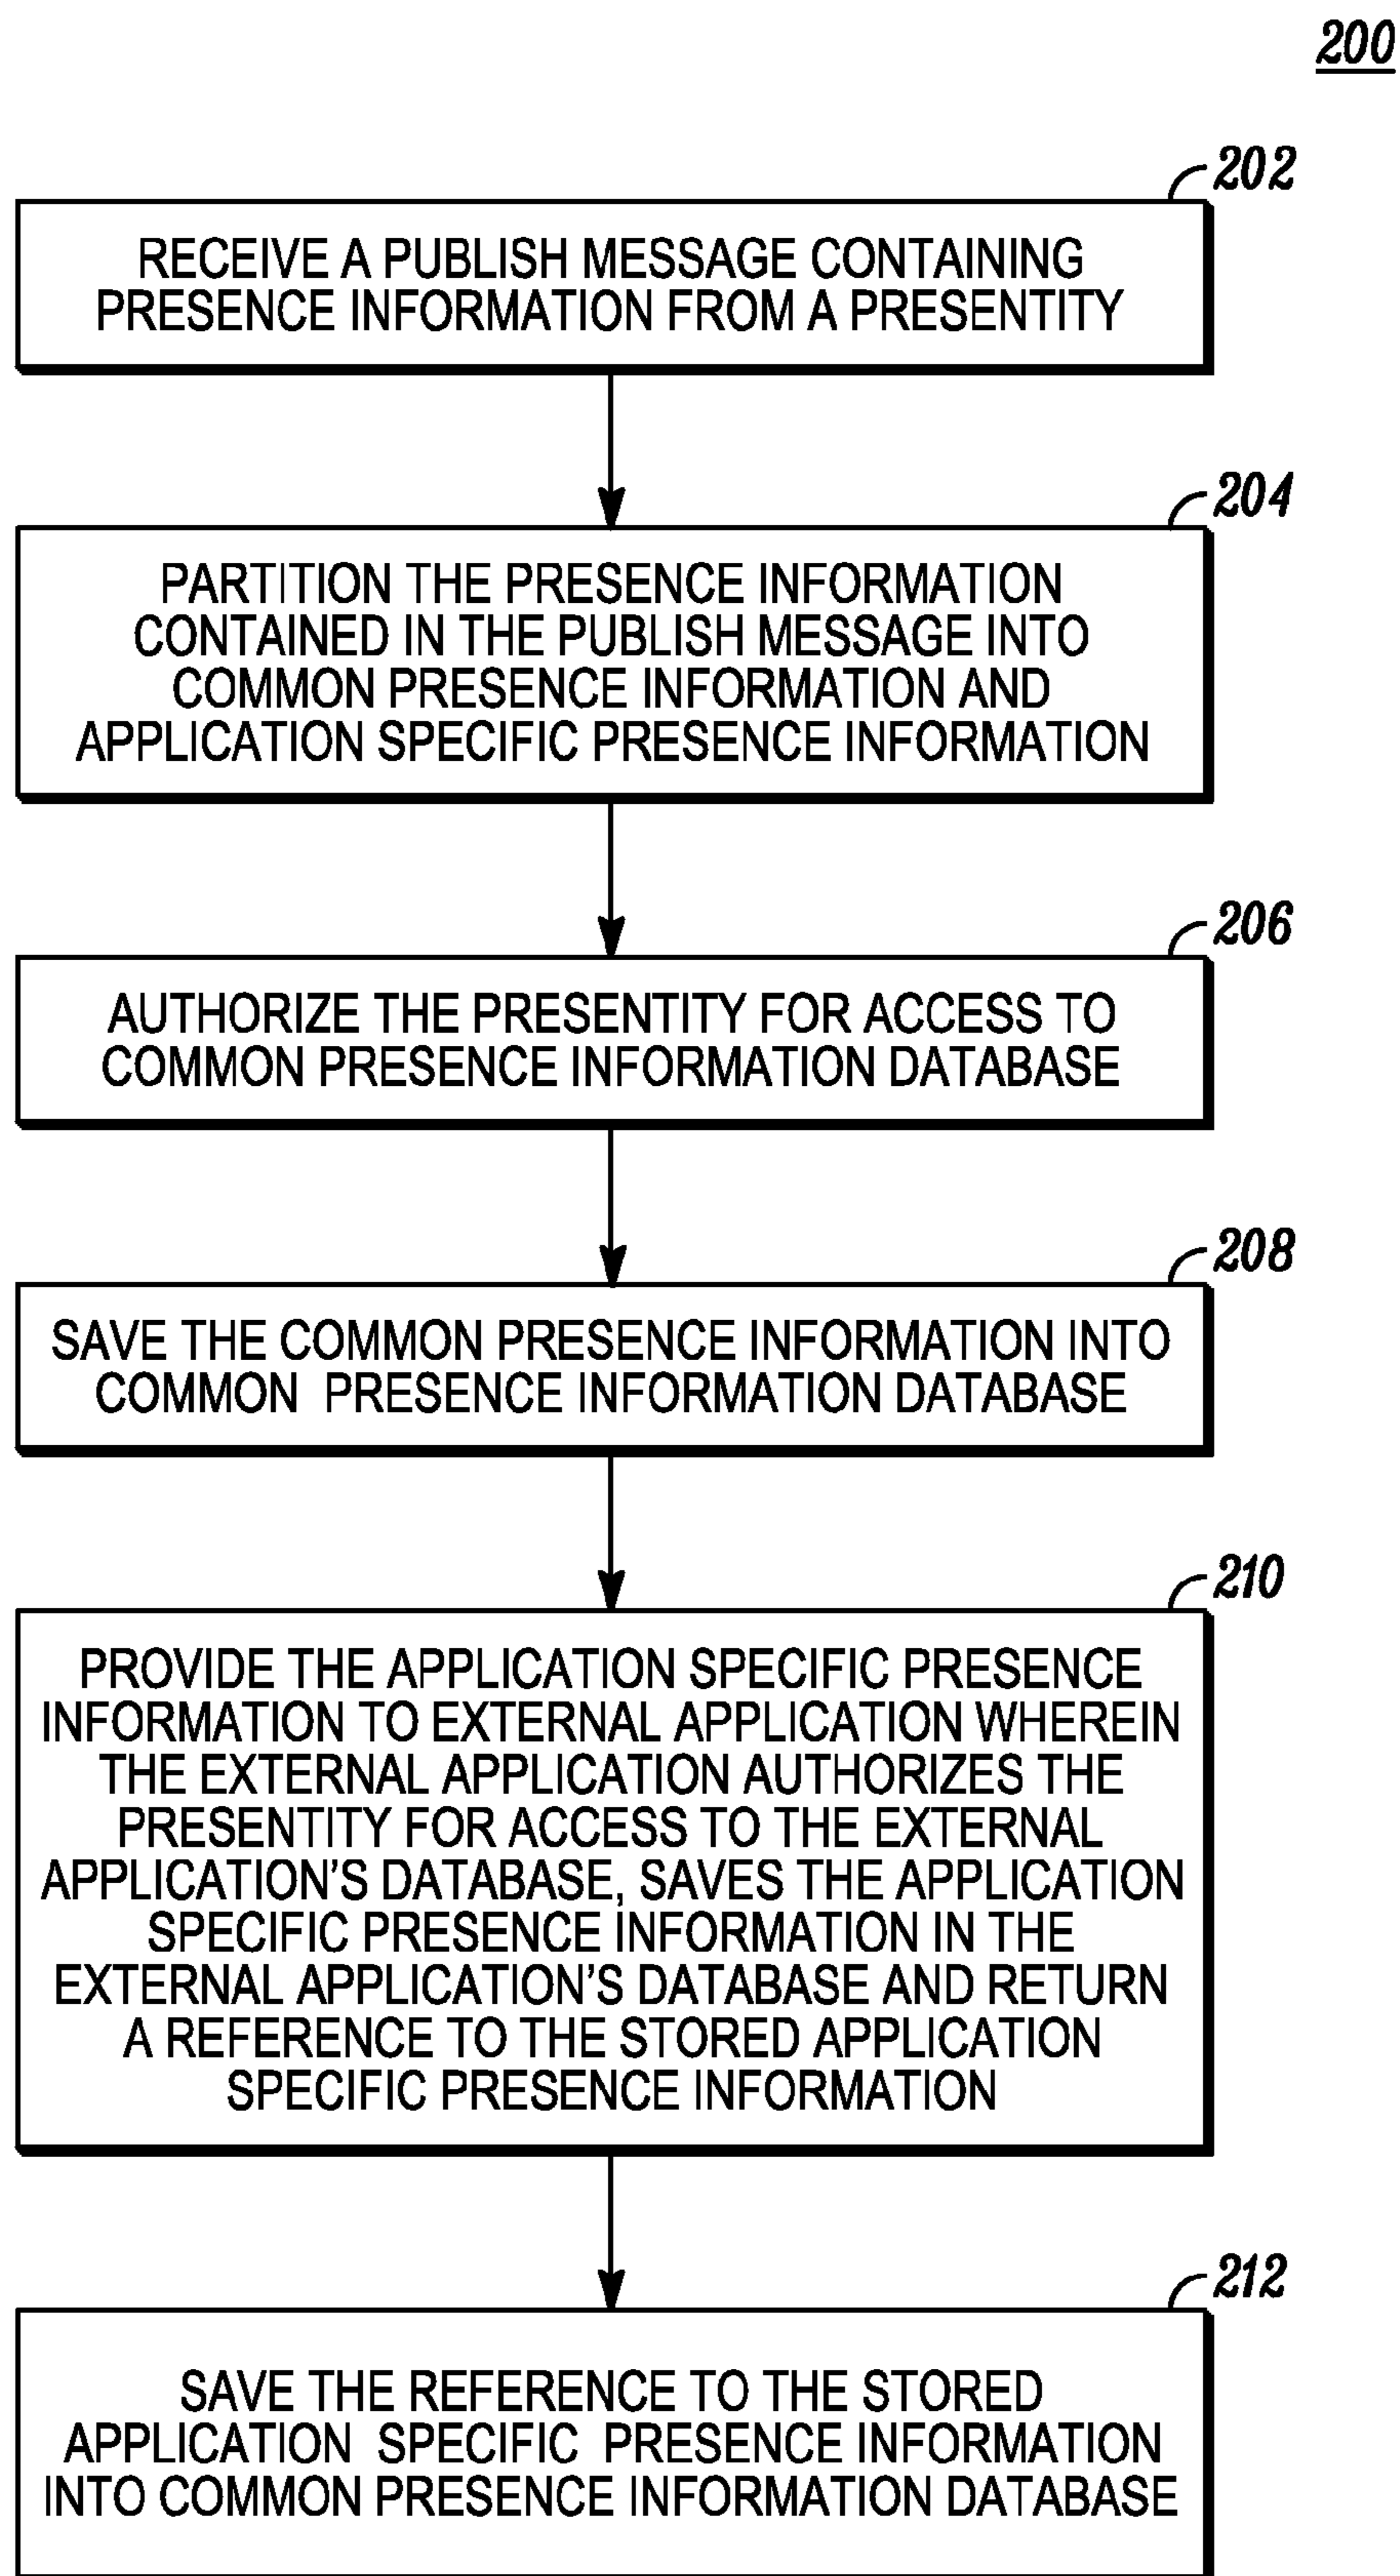 200
202
RECEIVE A PUBLISH MESSAGE CONTAINING
PRESENCE INFORMATION FROM A PRESENTITY
204
PARTITION THE PRESENCE INFORMATION
CONTAINED IN THE PUBLISH MESSAGE INTO
COMMON PRESENCE INFORMATION AND
APPLICATION SPECIFIC PRESENCE INFORMATION
206
AUTHORIZE THE PRESENTITY FOR ACCESS TO
COMMON PRESENCE INFORMATION DATABASE
208
SAVE THE COMMON PRESENCE INFORMATION INTO
COMMON PRESENCE INFORMATION DATABASE
210
PROVIDE THE APPLICATION SPECIFIC PRESENCE
INFORMATION TO EXTERNAL APPLICATION WHEREIN
THE EXTERNAL APPLICATION AUTHORIZES THE
PRESENTITY FOR ACCESS TO THE EXTERNAL
APPLICATION'S DATABASE, SAVES THE APPLICATION
SPECIFIC PRESENCE INFORMATION IN THE
EXTERNAL APPLICATION'S DATABASE AND RETURN
A REFERENCE TO THE STORED APPLICATION
SPECIFIC PRESENCE INFORMATION
212
SAVE THE REFERENCE TO THE STORED
APPLICATION SPECIFIC PRESENCE INFORMATION
INTO COMMON PRESENCE INFORMATION DATABASE